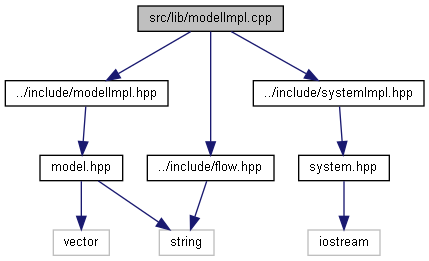 src/lib/modelImpl.cpp
../include/modelImpl.hpp
../include/systemImpl.hpp
model.hpp
../include/flow.hpp
system.hpp
vector
string
iostream